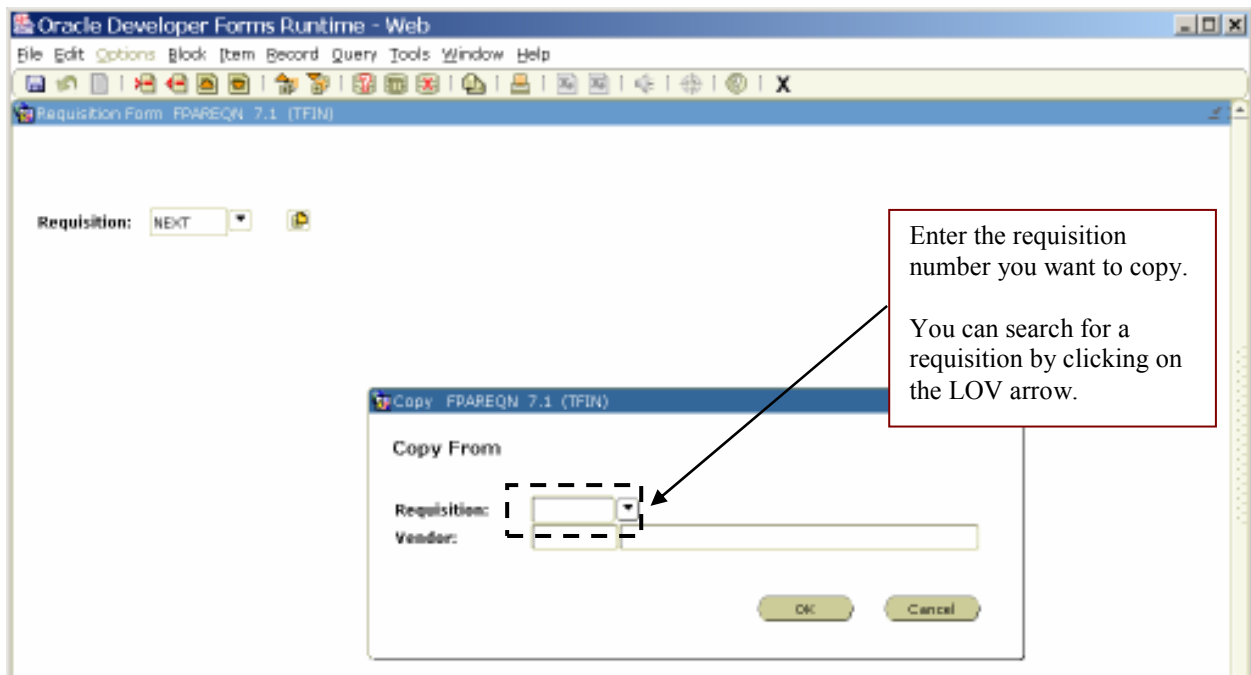 Oracle Developer Forms Runtime - Web
File Edit Options Block Item Record Query Tools Window Help
Requisition Form FPAREQN 7.1 (TFIN)
Requisition: NEXT
Enter the requisition
number you want to copy.
You can search for a
requisition by clicking on
the LOV arrow.
Copy FPAREQN 7.1 (TFIN)
Copy From
Requisition:
Vendor:
OK Cancel